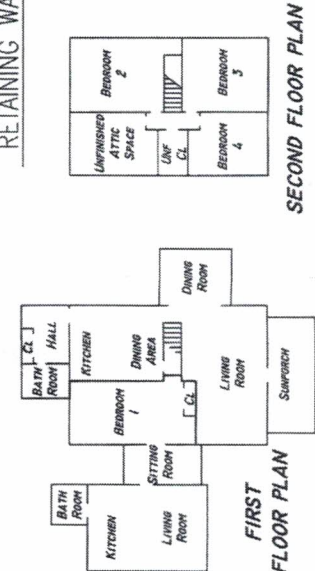 RETAINING WA
BEDROOM
2
UNFINISHED
ATTIC
SPACE
UNF
CL
BEDROOM
3
BEDROOM
4
SECOND FLOOR PLAN
CL
BATH
ROOM
HALL
KITCHEN
DINING
AREA
BEDROOM
1
CL
DINING
ROOM
LIVING
ROOM
SUNPORCH
SITTING
ROOM
BATH
ROOM
KITCHEN
LIVING
ROOM
FIRST
FLOOR PLAN